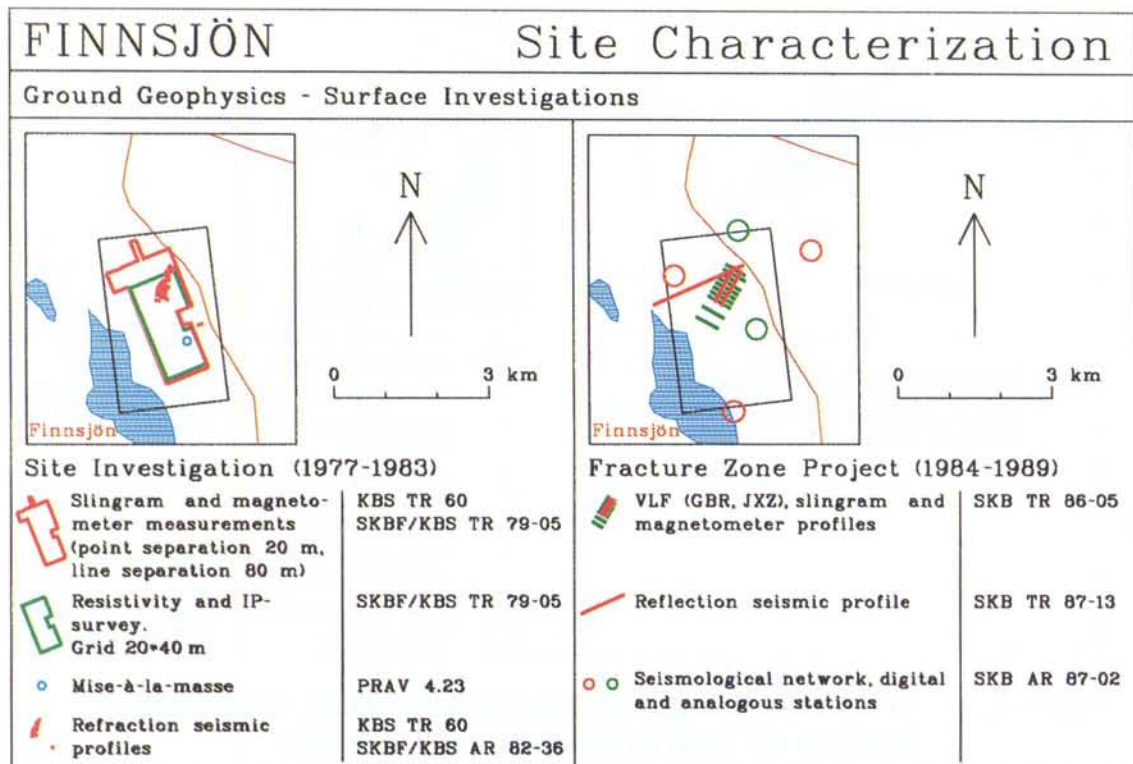 FINNSJÖN Site Characterization
Ground Geophysics - Surface Investigations
N
0 3 km
Finnsjön
Site Investigation (1977-1983)
Slingram and magneto-
meter measurements
(point separation 20 m,
line separation 80 m)
KBS TR 60
SKBF/KBS TR 79-05
Resistivity and IP-
survey.
Grid 20*40 m
SKBF/KBS TR 79-05
Mise-à-la-masse
PRAV 4.23
Refraction seismic
profiles
KBS TR 60
SKBF/KBS AR 82-36
N
0 3 km
Finnsjön
Fracture Zone Project (1984-1989)
VLF (GBR, JXZ), slingram and
magnetometer profiles
SKB TR 86-05
Reflection seismic profile
SKB TR 87-13
Seismological network, digital
and analogous stations
SKB AR 87-02